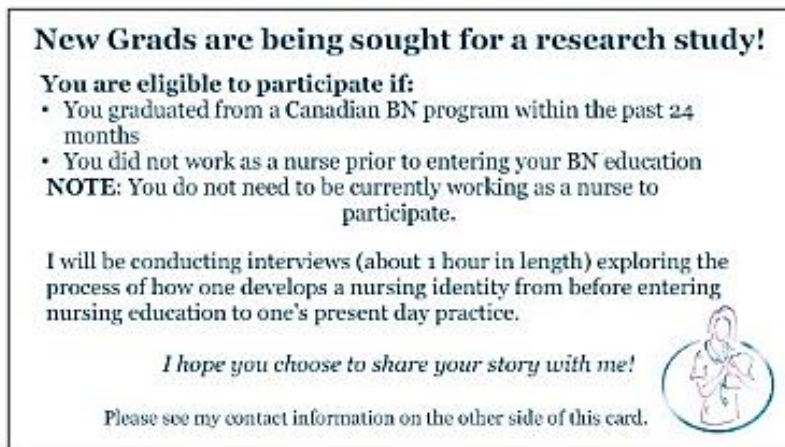 New Grads are being sought for a research study!
You are eligible to participate if:
• You graduated from a Canadian BN program within the past 24
months
• You did not work as a nurse prior to entering your BN education
NOTE: You do not need to be currently working as a nurse to
participate.
I will be conducting interviews (about 1 hour in length) exploring the
process of how one develops a nursing identity from before entering
nursing education to one's present day practice.
I hope you choose to share your story with me!
Please see my contact information on the other side of this card.